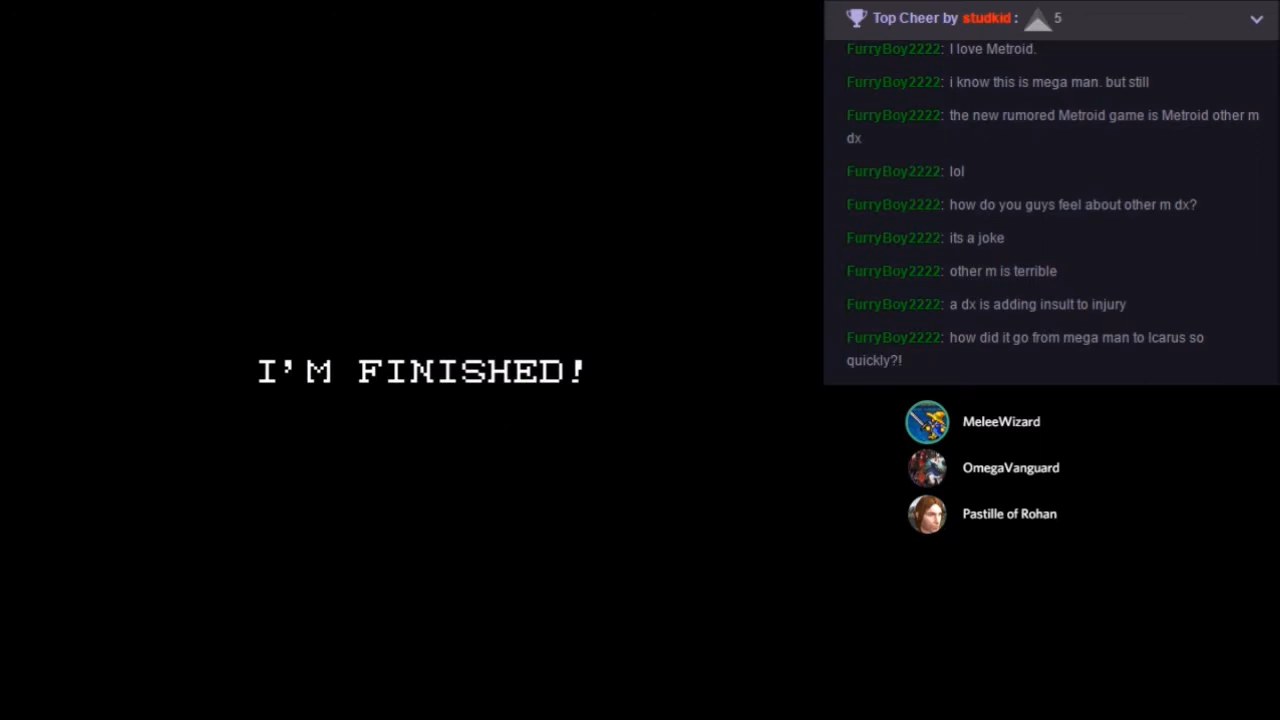 Top Cheer by studkid : 5
FurryBoy2222: I love Metroid.
FurryBoy2222: i know this is mega man. but still
FurryBoy2222: the new rumored Metroid game is Metroid other m
dx
FurryBoy2222: lol
FurryBoy2222: how do you guys feel about other m dx?
FurryBoy2222: its a joke
FurryBoy2222: other m is terrible
FurryBoy2222: a dx is adding insult to injury
FurryBoy2222: how did it go from mega man to Icarus so
quickly?!
I'M FINISHED!
MeleeWizard
OmegaVanguard
Pastille of Rohan